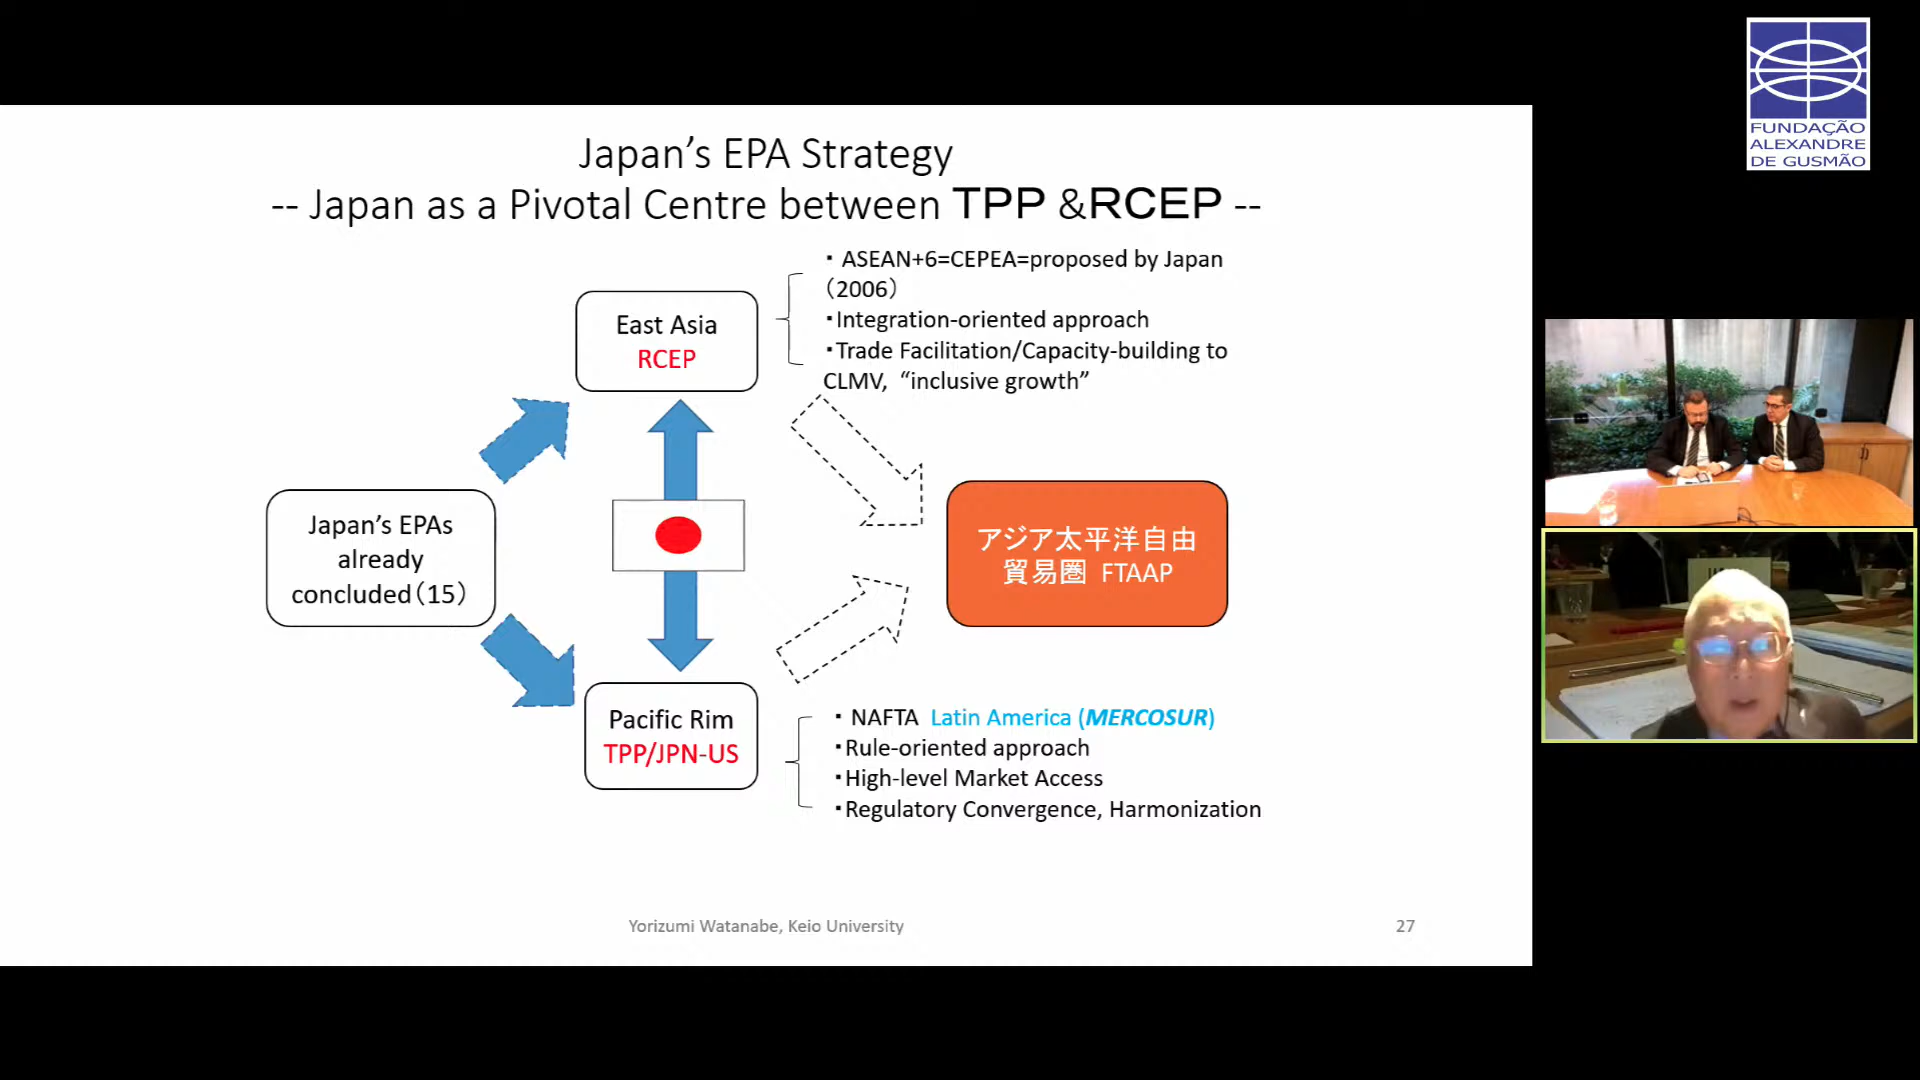 Japan’s EPA Strategy
-- Japan as a Pivotal Centre between TPP &RCEP --
・ ASEAN+6=CEPEA=proposed by Japan
（2006）
・Integration-oriented approach
・Trade Facilitation/Capacity-building to
CLMV, “inclusive growth”
East Asia
RCEP
Japan’s EPAs
already
concluded（15）
アジア太平洋自由
貿易圏 FTAAP
Pacific Rim
TPP/JPN-US
・ NAFTA Latin America (MERCOSUR)
・Rule-oriented approach
・High-level Market Access
・Regulatory Convergence, Harmonization
Yorizumi Watanabe, Keio University
27
FUNDAÇÃO
ALEXANDRE
DE GUSMÃO